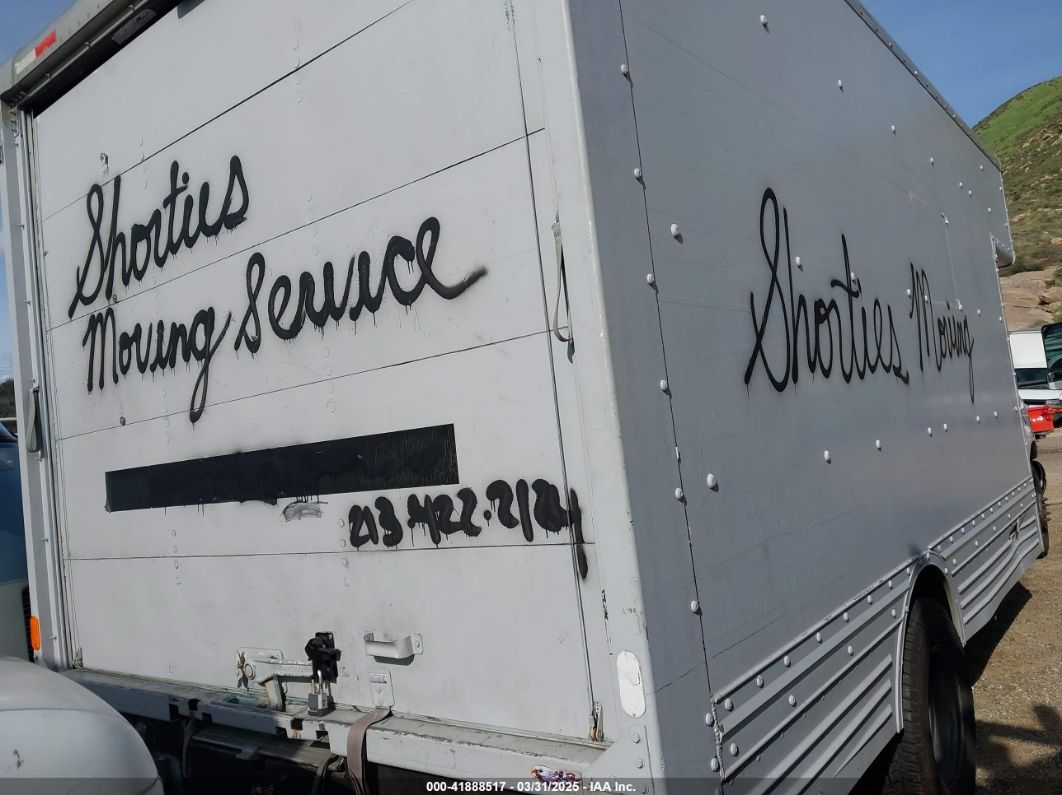 Shorties
Moving Service
213·422·2124
Shorties Moving
000-41888517 · 03/31/2025 · IAA Inc.